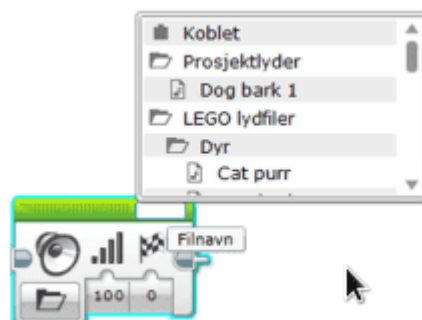 Koblet
Prosjektlyder
Dog bark 1
LEGO lydfiler
Dyr
Cat purr
Filnavn
100 0